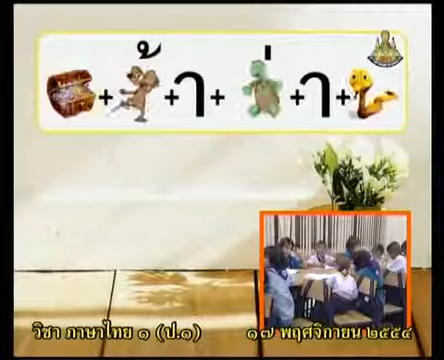 + ้ + า + ่ + า +
วิชา ภาษาไทย ๑ (ป.๑) ๑๗ พฤศจิกายน ๒๕๕๔